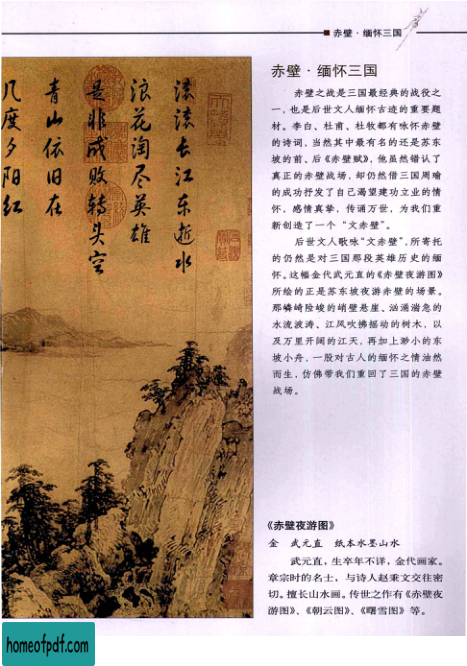 赤壁·缅怀三国
滚滚长江东逝水
浪花淘尽英雄
是非成败转头空
青山依旧在
几度夕阳红
赤壁·缅怀三国
赤壁之战是三国最经典的战役之
一，也是后世文人缅怀古迹的重要题
材。李白、杜甫、杜牧都有咏怀赤壁
的诗词，当然其中最有名的还是苏东
坡的前、后《赤壁赋》，他虽然错认了
真正的赤壁战场，却仍然借三国周瑜
的成功抒发了自己渴望建功立业的情
怀，感情真挚，传诵万世，为我们重
新创造了一个“文赤壁”。
后世文人歌咏“文赤壁”，所寄托
的仍然是对三国那段英雄历史的缅
怀。这幅金代武元直的《赤壁夜游图》
所绘的正是苏东坡夜游赤壁的场景。
那嶙峋险峻的峭壁悬崖、汹涌湍急的
水流波涛、江风吹拂摇动的树木，以
及万里开阔的江天，再加上渺小的东
坡小舟，一股对古人的缅怀之情油然
而生，仿佛带我们重回了三国的赤壁
战场。
《赤壁夜游图》
金 武元直 纸本水墨山水
武元直，生卒年不详，金代画家。
章宗时的名士，与诗人赵秉文交往密
切。擅长山水画。传世之作有《赤壁夜
游图》、《朝云图》、《曙雪图》等。
homeofpdf.com